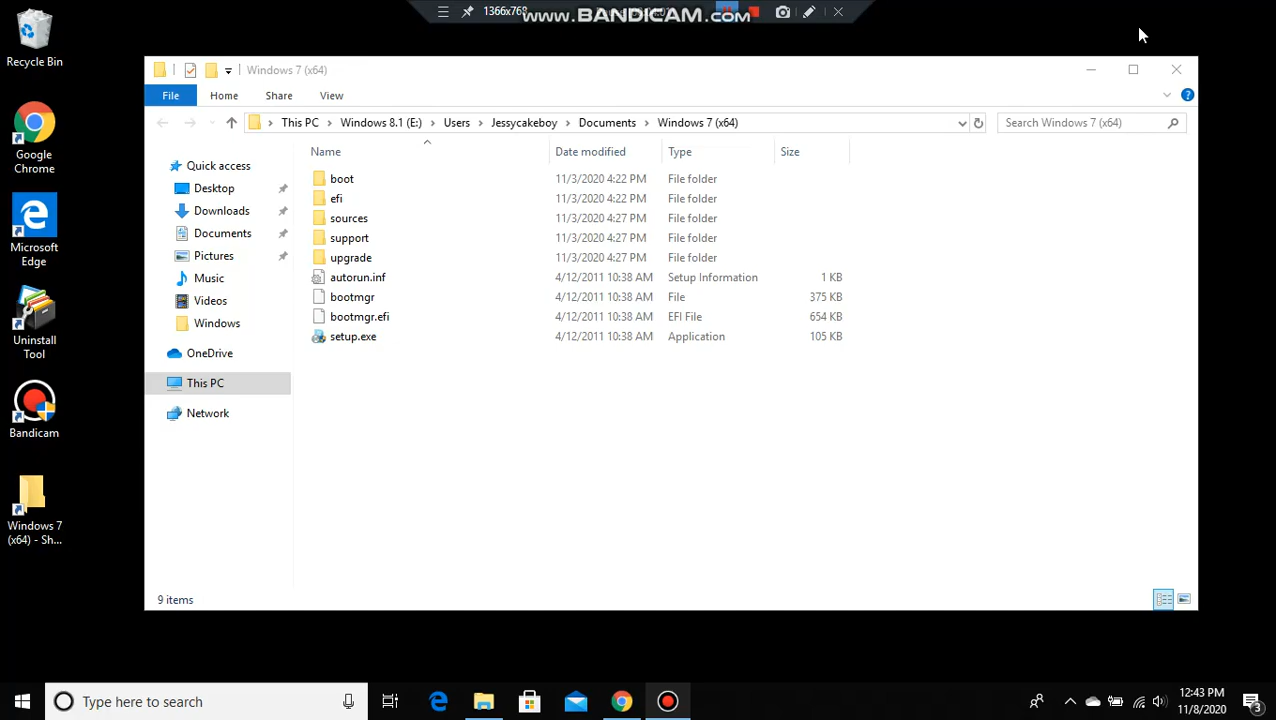 1366x768
www.BANDICAM.com
Recycle Bin
Google
Chrome
Microsoft
Edge
Uninstall
Tool
Bandicam
Windows 7
(x64) - Sh...
Windows 7 (x64)
File Home Share View
This PC > Windows 8.1 (E:) > Users > Jessycakeboy > Documents > Windows 7 (x64)
Search Windows 7 (x64)
Quick access
Desktop
Downloads
Documents
Pictures
Music
Videos
Windows
OneDrive
This PC
Network
Name Date modified Type Size
boot 11/3/2020 4:22 PM File folder
efi 11/3/2020 4:22 PM File folder
sources 11/3/2020 4:27 PM File folder
support 11/3/2020 4:27 PM File folder
upgrade 11/3/2020 4:27 PM File folder
autorun.inf 4/12/2011 10:38 AM Setup Information 1 KB
bootmgr 4/12/2011 10:38 AM File 375 KB
bootmgr.efi 4/12/2011 10:38 AM EFI File 654 KB
setup.exe 4/12/2011 10:38 AM Application 105 KB
9 items
Type here to search
12:43 PM
11/8/2020
3